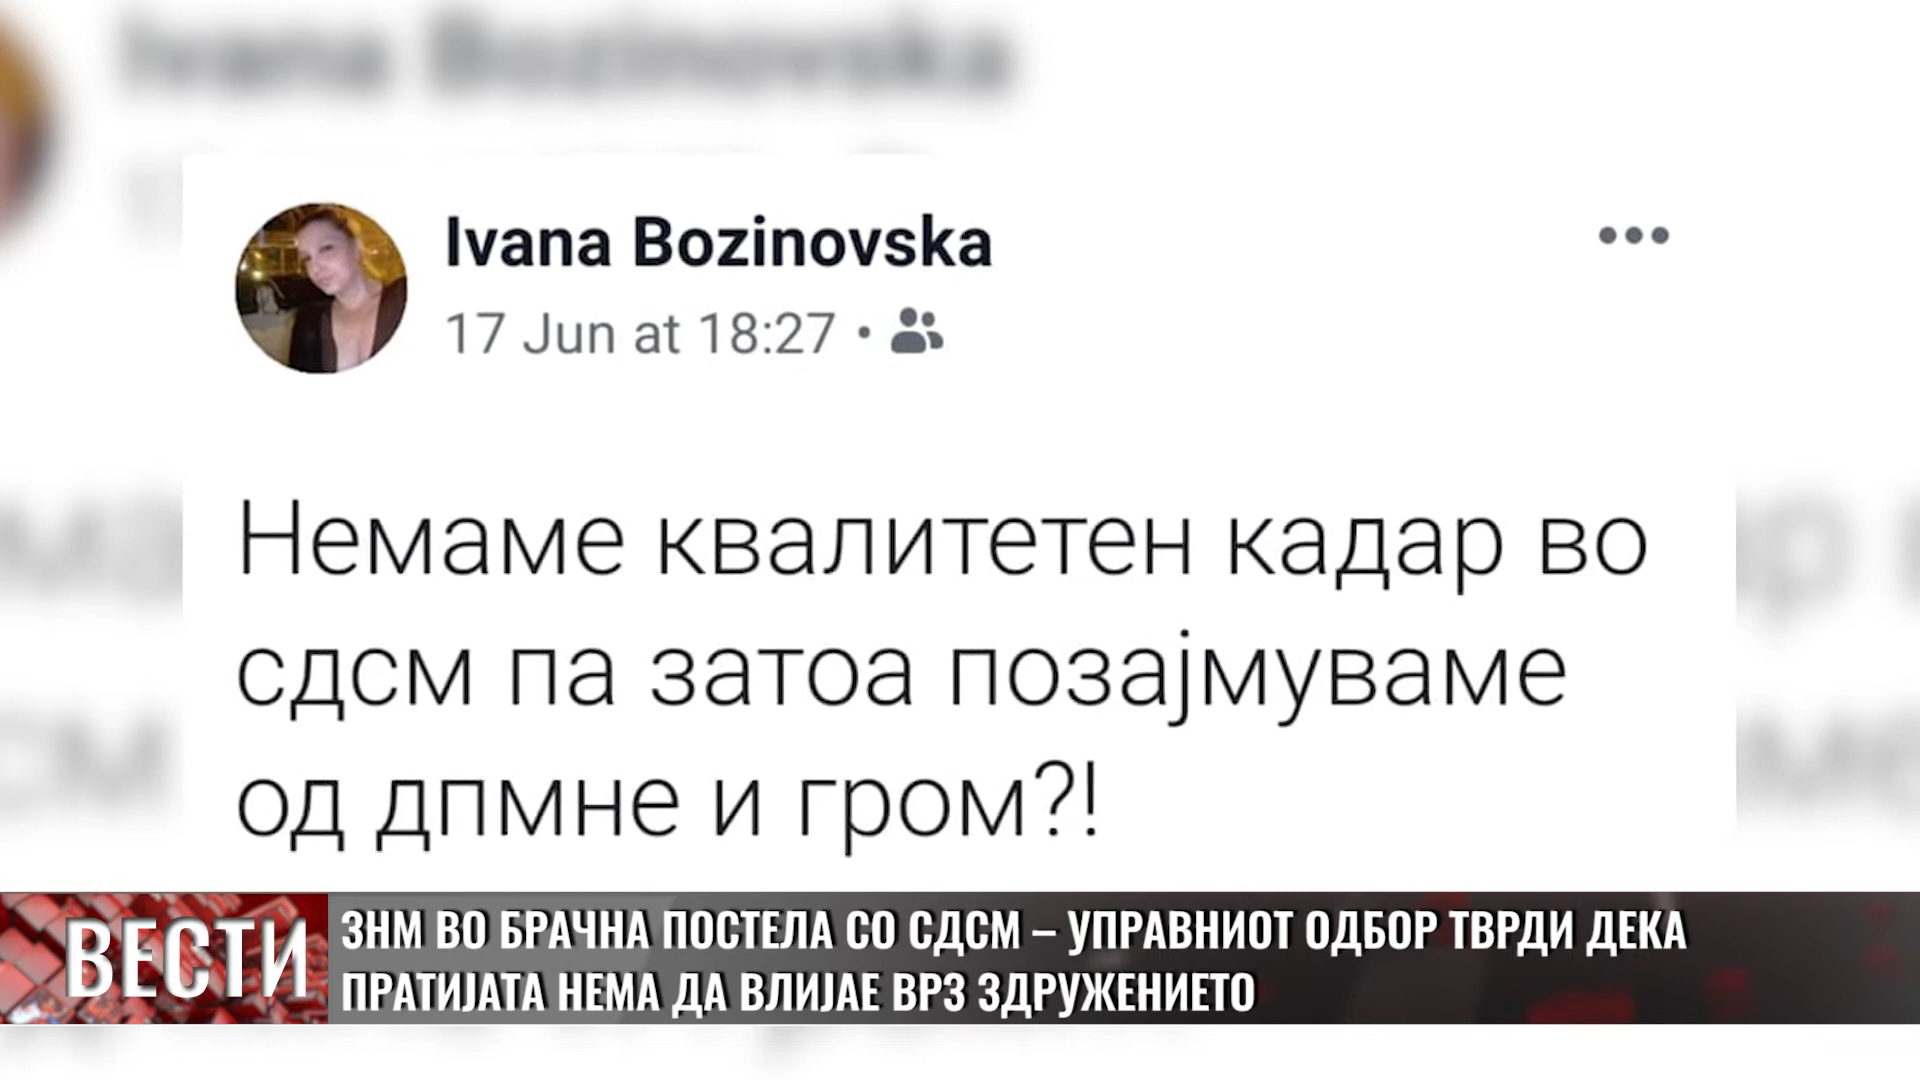 Ivana Bozinovska
Ivana Bozinovska
17 Jun at 18:27
Немаме квалитетен кадар во
сдсм па затоа позајмуваме
од дпмне и гром?!
ВЕСТИ
ЗНМ ВО БРАЧНА ПОСТЕЛА СО СДСМ – УПРАВНИОТ ОДБОР ТВРДИ ДЕКА
ПРАТИЈАТА НЕМА ДА ВЛИЈАЕ ВРЗ ЗДРУЖЕНИЕТО